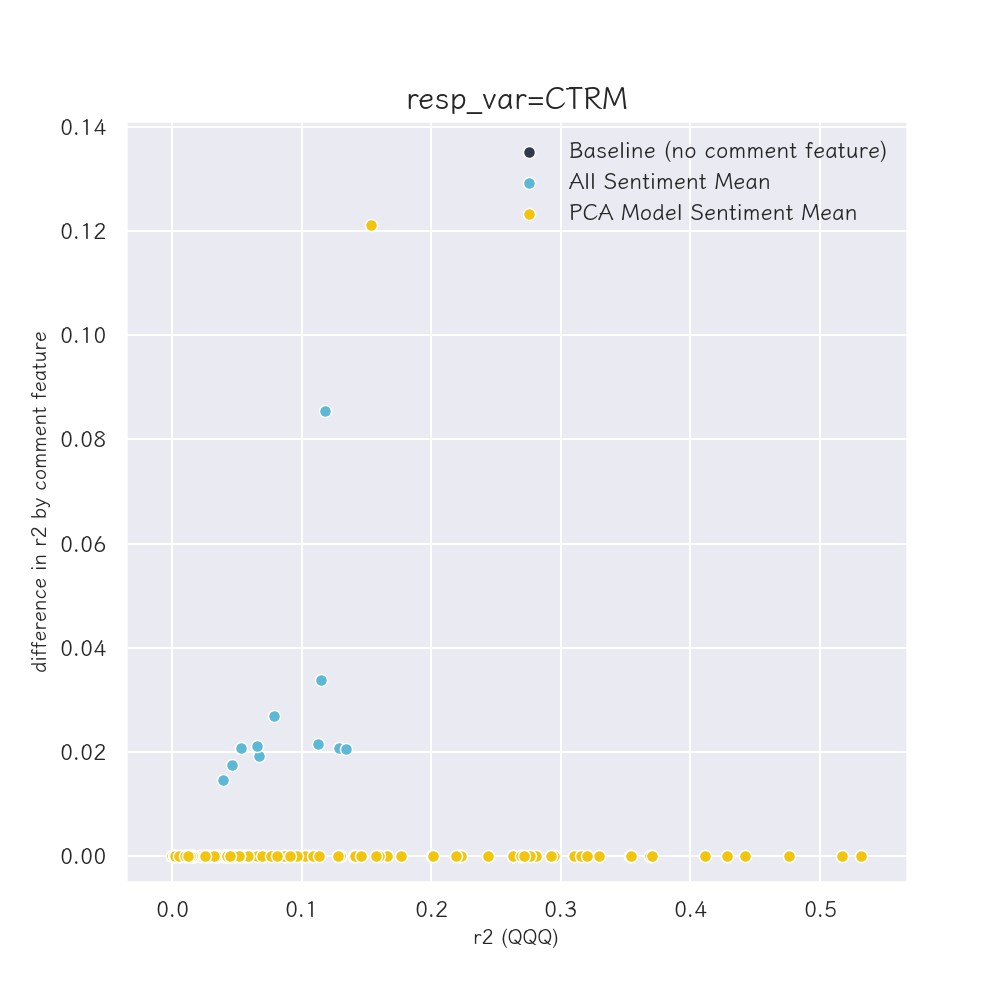 resp_var=CTRM
0.14
0.12
0.10
0.08
0.06
0.04
0.02
0.00
difference in r2 by comment feature
Baseline (no comment feature)
All Sentiment Mean
PCA Model Sentiment Mean
0.0 0.1 0.2 0.3 0.4 0.5
r2 (QQQ)